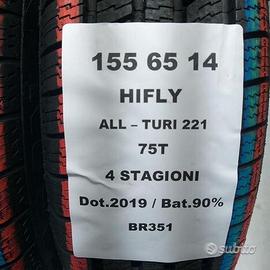 155 65 14
HIFLY
ALL – TURI 221
75T
4 STAGIONI
Dot.2019 / Bat.90%
BR351
subito